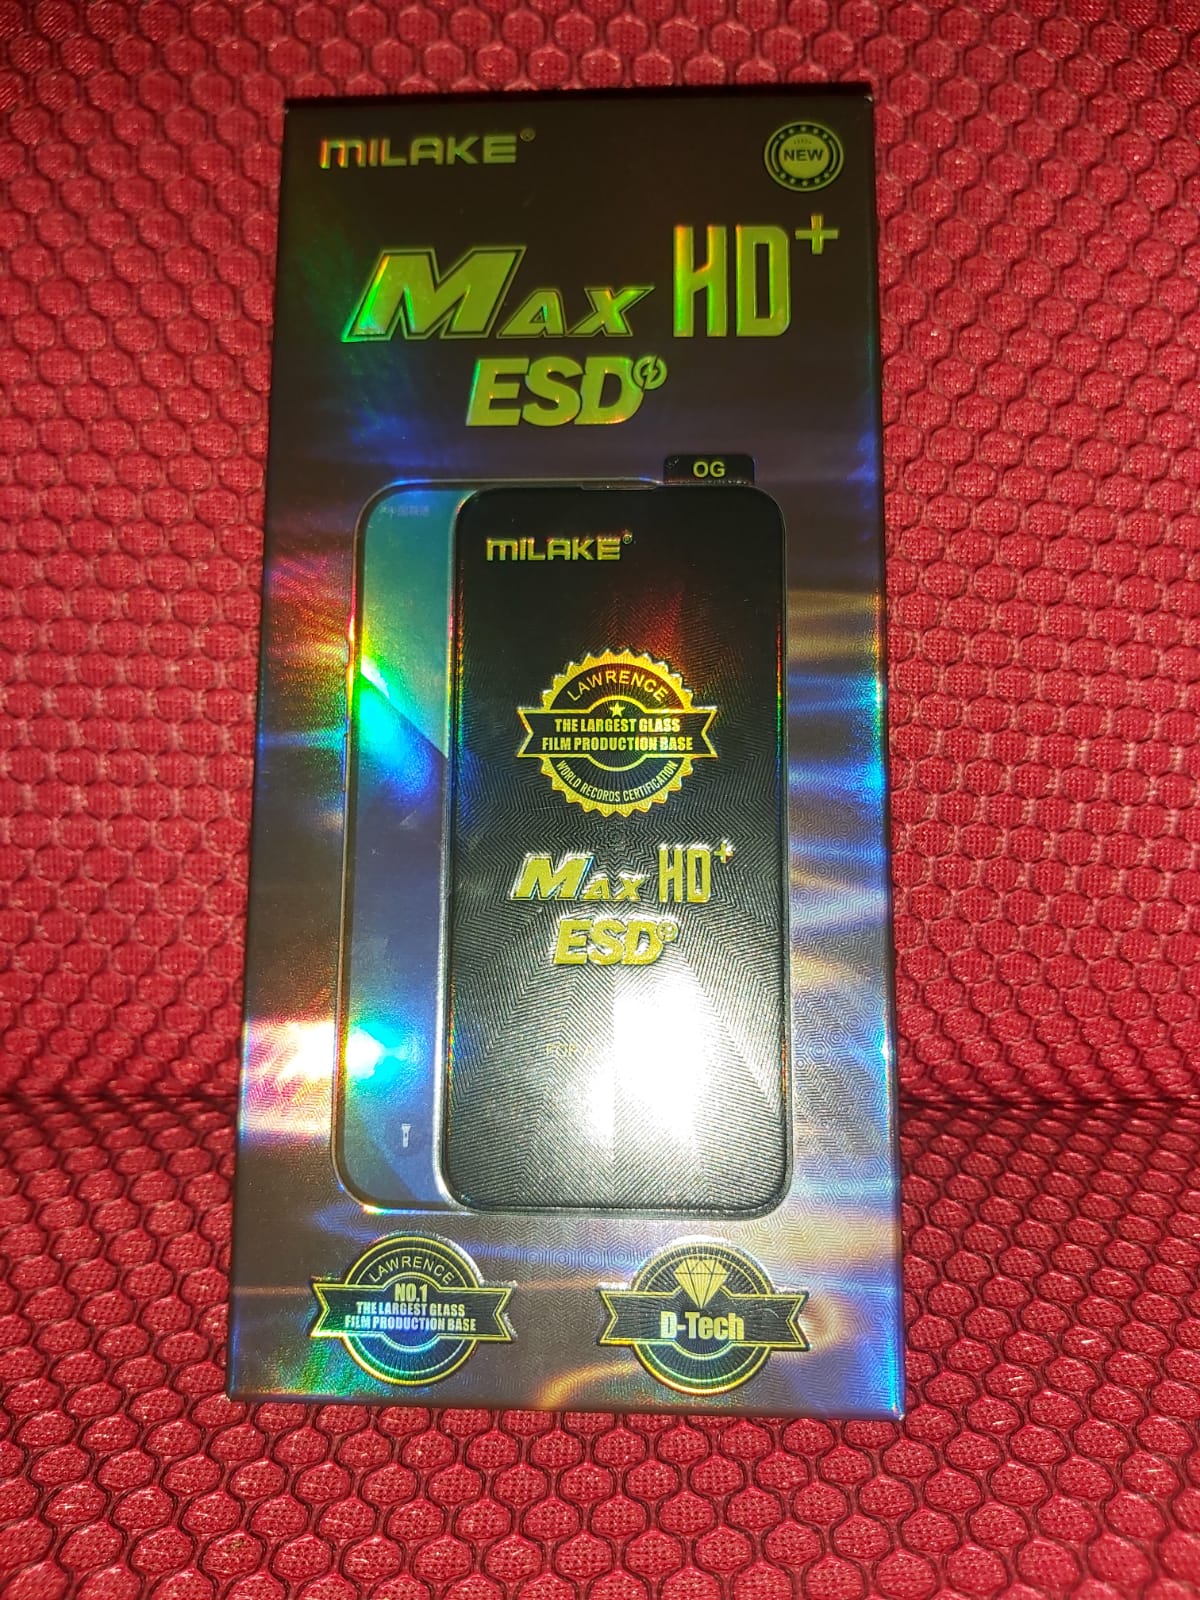 MILAKE®
NEW
MAX HD+
ESD
OG
MILAKE®
LAWRENCE
THE LARGEST GLASS
FILM PRODUCTION BASE
WORLD RECORDS CERTIFICATION
MAX HD+
ESD
LAWRENCE
NO.1
THE LARGEST GLASS
FILM PRODUCTION BASE
D-Tech